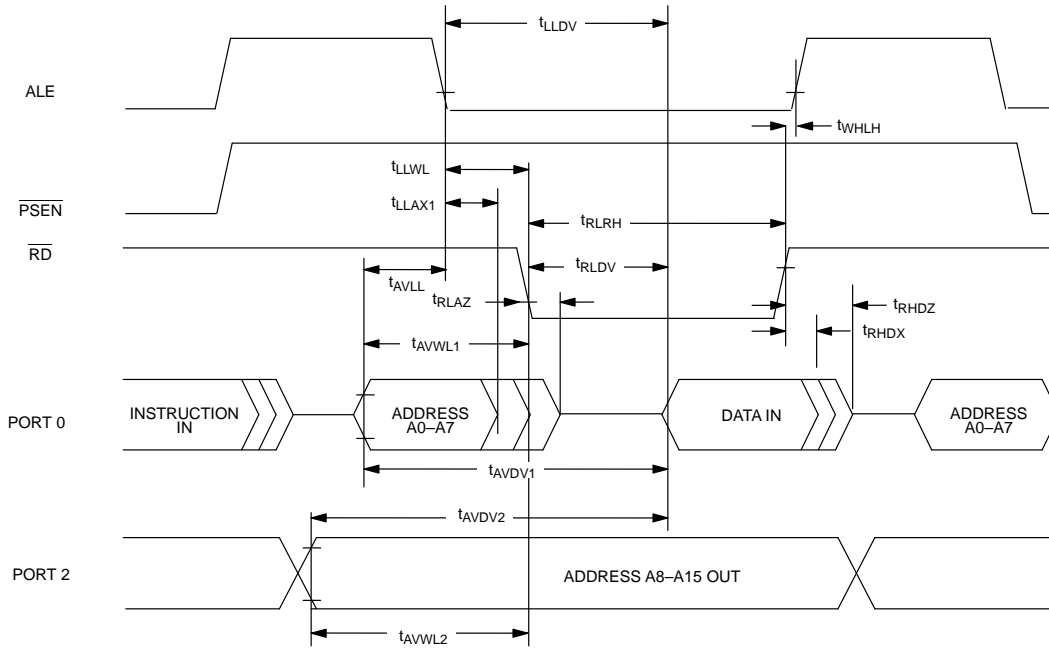 tLLDV
ALE
tWHLH
tLLWL
PSEN
tLLAX1
tRLRH
RD
tRLDV
tAVLL
tRLAZ
tRHDZ
tRHDX
tAVWL1
PORT 0
INSTRUCTION
IN
ADDRESS
A0–A7
DATA IN
ADDRESS
A0–A7
tAVDV1
tAVDV2
PORT 2
ADDRESS A8–A15 OUT
tAVWL2